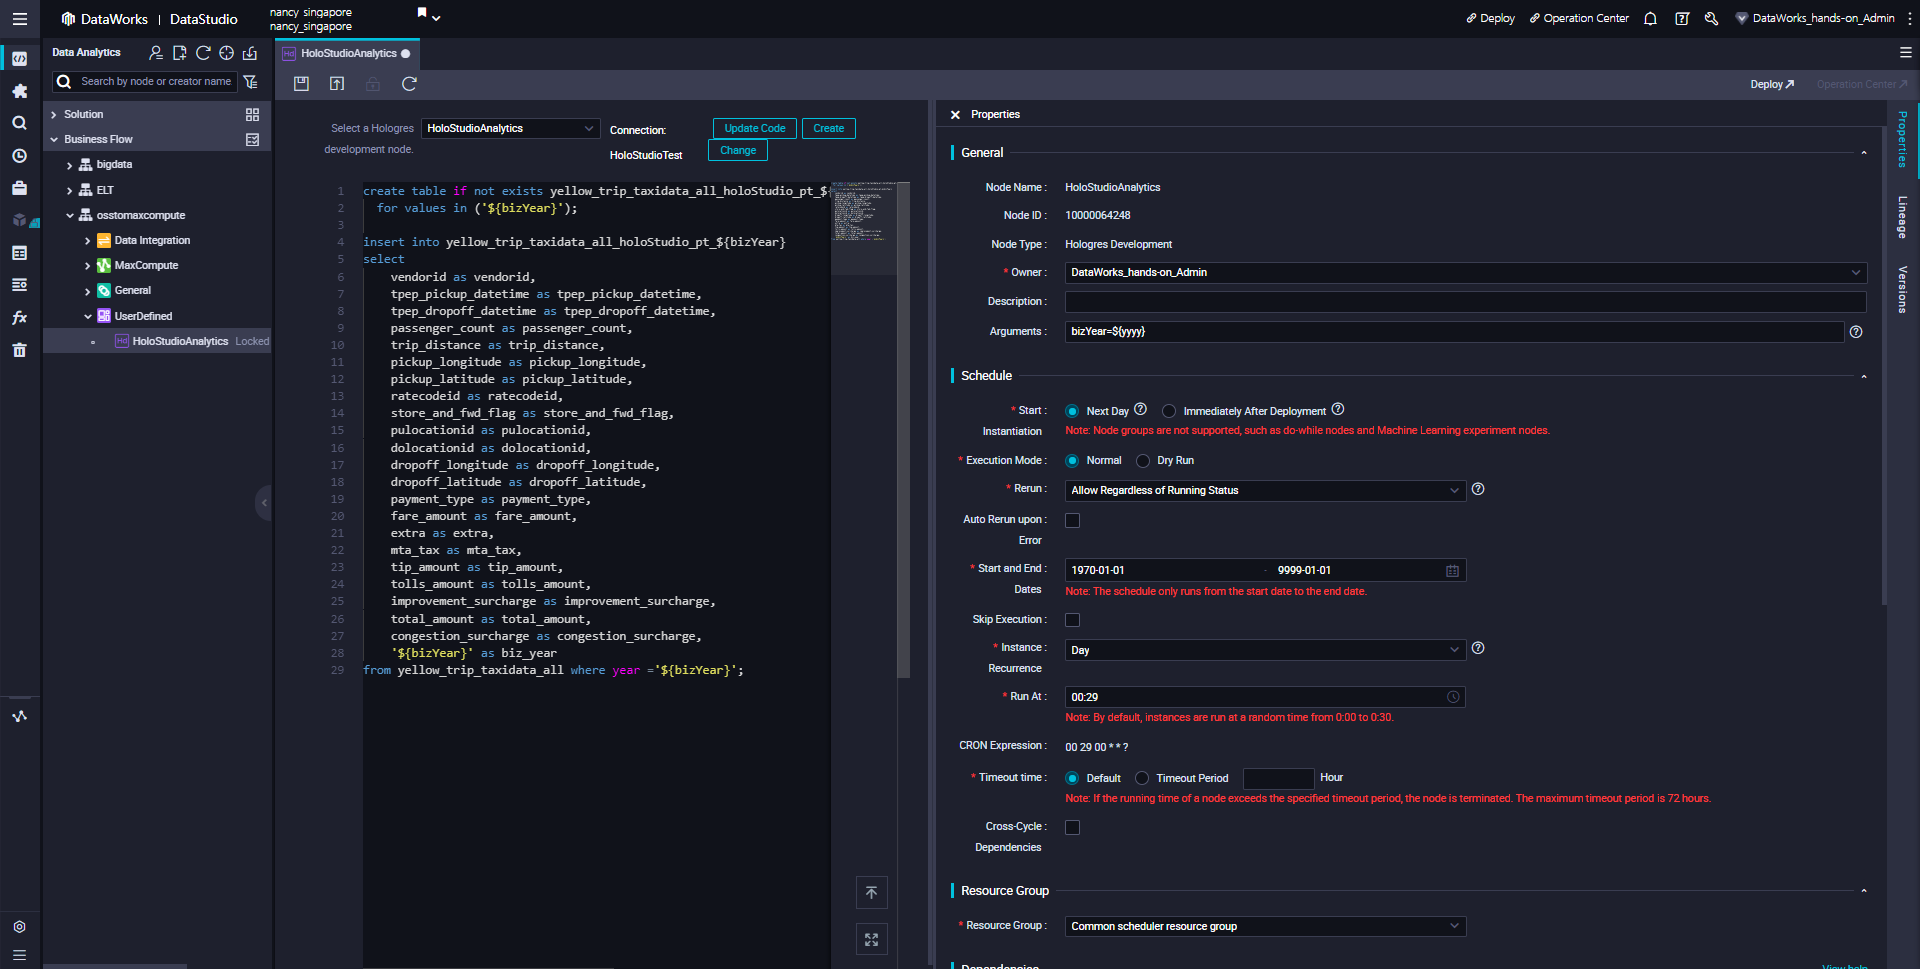 DataWorks | DataStudio
nancy_singapore
nancy_singapore
Deploy
Operation Center
DataWorks_hands-on_Admin
Data Analytics
Search by node or creator name
Solution
Business Flow
bigdata
ELT
osstomaxcompute
Data Integration
MaxCompute
General
UserDefined
Hd HoloStudioAnalytics Locked
Hd HoloStudioAnalytics
Deploy
Operation Center
Select a Hologres
development node.
HoloStudioAnalytics
Connection:
HoloStudioTest
Update Code
Create
Change
1 create table if not exists yellow_trip_taxidata_all_holoStudio_pt_${
2 for values in ('${bizYear}');
3
4 insert into yellow_trip_taxidata_all_holoStudio_pt_${bizYear}
5 select
6 vendorid as vendorid,
7 tpep_pickup_datetime as tpep_pickup_datetime,
8 tpep_dropoff_datetime as tpep_dropoff_datetime,
9 passenger_count as passenger_count,
10 trip_distance as trip_distance,
11 pickup_longitude as pickup_longitude,
12 pickup_latitude as pickup_latitude,
13 ratecodeid as ratecodeid,
14 store_and_fwd_flag as store_and_fwd_flag,
15 pulocationid as pulocationid,
16 dolocationid as dolocationid,
17 dropoff_longitude as dropoff_longitude,
18 dropoff_latitude as dropoff_latitude,
19 payment_type as payment_type,
20 fare_amount as fare_amount,
21 extra as extra,
22 mta_tax as mta_tax,
23 tip_amount as tip_amount,
24 tolls_amount as tolls_amount,
25 improvement_surcharge as improvement_surcharge,
26 total_amount as total_amount,
27 congestion_surcharge as congestion_surcharge,
28 '${bizYear}' as biz_year
29 from yellow_trip_taxidata_all where year ='${bizYear}';
Properties
General
Node Name : HoloStudioAnalytics
Node ID : 10000064248
Node Type : Hologres Development
* Owner : DataWorks_hands-on_Admin
Description :
Arguments : bizYear=${yyyy}
Schedule
* Start Instantiation : Next Day Immediately After Deployment
Note: Node groups are not supported, such as do-while nodes and Machine Learning experiment nodes.
* Execution Mode : Normal Dry Run
* Rerun : Allow Regardless of Running Status
Auto Rerun upon Error :
* Start and End Dates : 1970-01-01 - 9999-01-01
Note: The schedule only runs from the start date to the end date.
Skip Execution :
* Instance Recurrence : Day
* Run At : 00:29
Note: By default, instances are run at a random time from 0:00 to 0:30.
CRON Expression : 00 29 00 * * ?
* Timeout time : Default Timeout Period Hour
Note: If the running time of a node exceeds the specified timeout period, the node is terminated. The maximum timeout period is 72 hours.
Cross-Cycle Dependencies :
Resource Group
* Resource Group : Common scheduler resource group
Dependencies
View help
Properties
Lineage
Versions